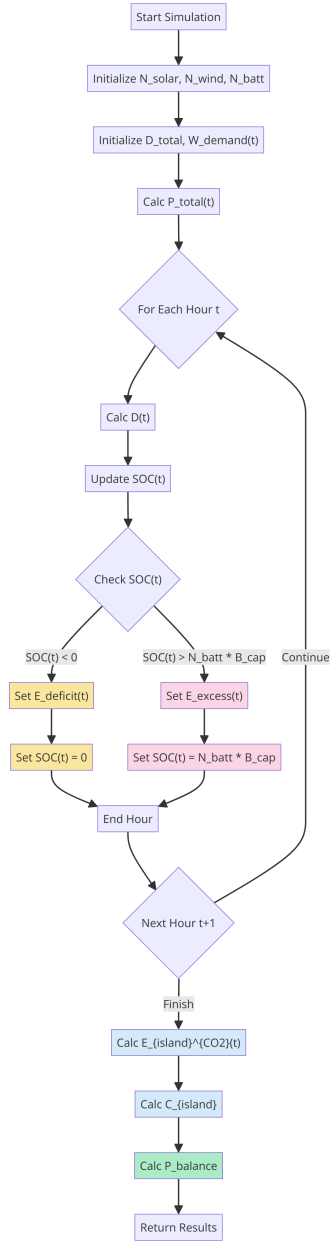 Start Simulation
Initialize N_solar, N_wind, N_batt
Initialize D_total, W_demand(t)
Calc P_total(t)
For Each Hour t
Calc D(t)
Update SOC(t)
Check SOC(t)
SOC(t) < 0
SOC(t) > N_batt * B_cap
Continue
Set E_deficit(t)
Set E_excess(t)
Set SOC(t) = 0
Set SOC(t) = N_batt * B_cap
End Hour
Next Hour t+1
Finish
Calc E_{island}^{CO2}(t)
Calc C_{island}
Calc P_balance
Return Results